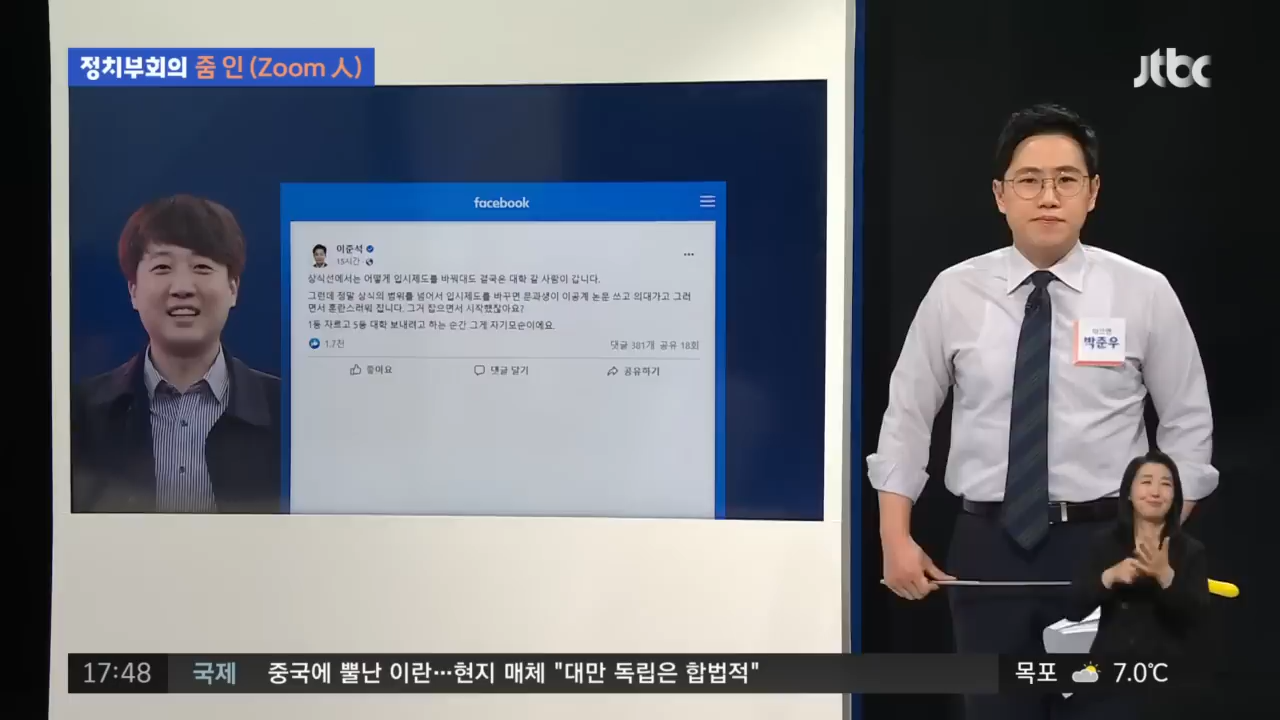 정치부회의 줌 인 (Zoom 人)
jtbc
facebook
이준석
15시간
상식선에서는 어떻게 입시제도를 바꿔대도 결국은 대학 갈 사람이 갑니다.
그런데 정말 상식의 범위를 넘어서 입시제도를 바꾸면 문과생이 이공계 논문 쓰고 의대가고 그러
면서 혼란스러워 집니다. 그거 잡으면서 시작했잖아요?
1등 자르고 5등 대학 보내려고 하는 순간 그게 자기모순이에요.
1.7천
댓글 381개 공유 18회
좋아요
댓글 달기
공유하기
박준우
17:48
국제
중국에 뿔난 이란…현지 매체 "대만 독립은 합법적"
목포
7.0℃